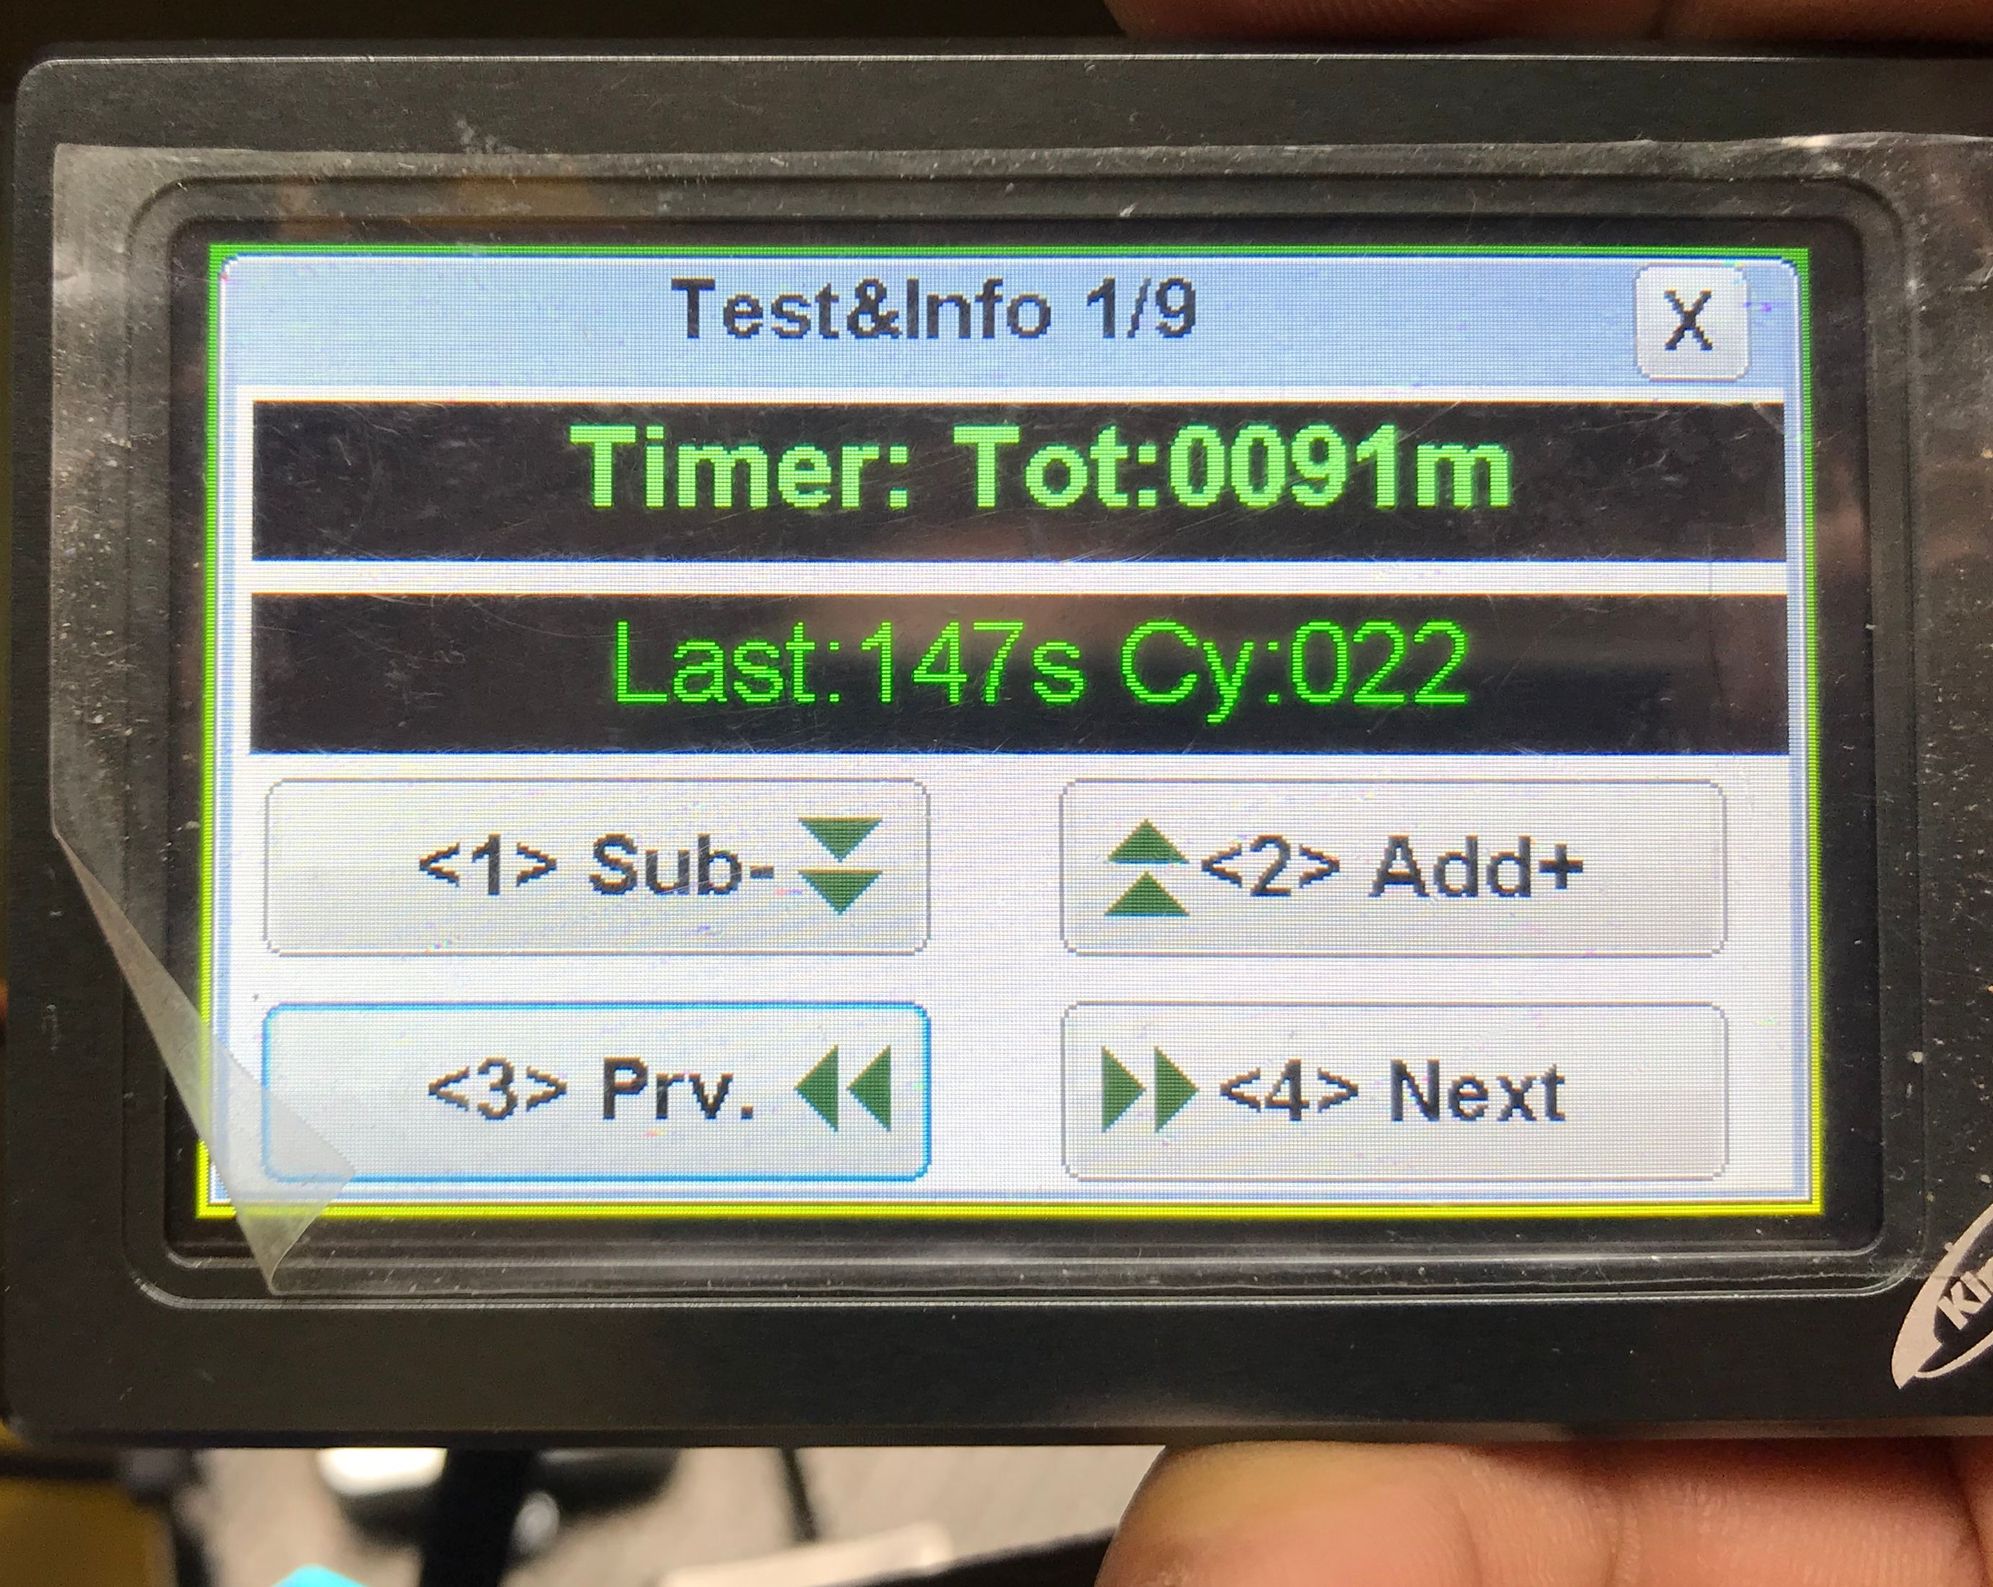 Test&Info 1/9
X
Timer: Tot:0091m
Last:147s Cy:022
<1> Sub-
<2> Add+
<3> Prv.
<4> Next